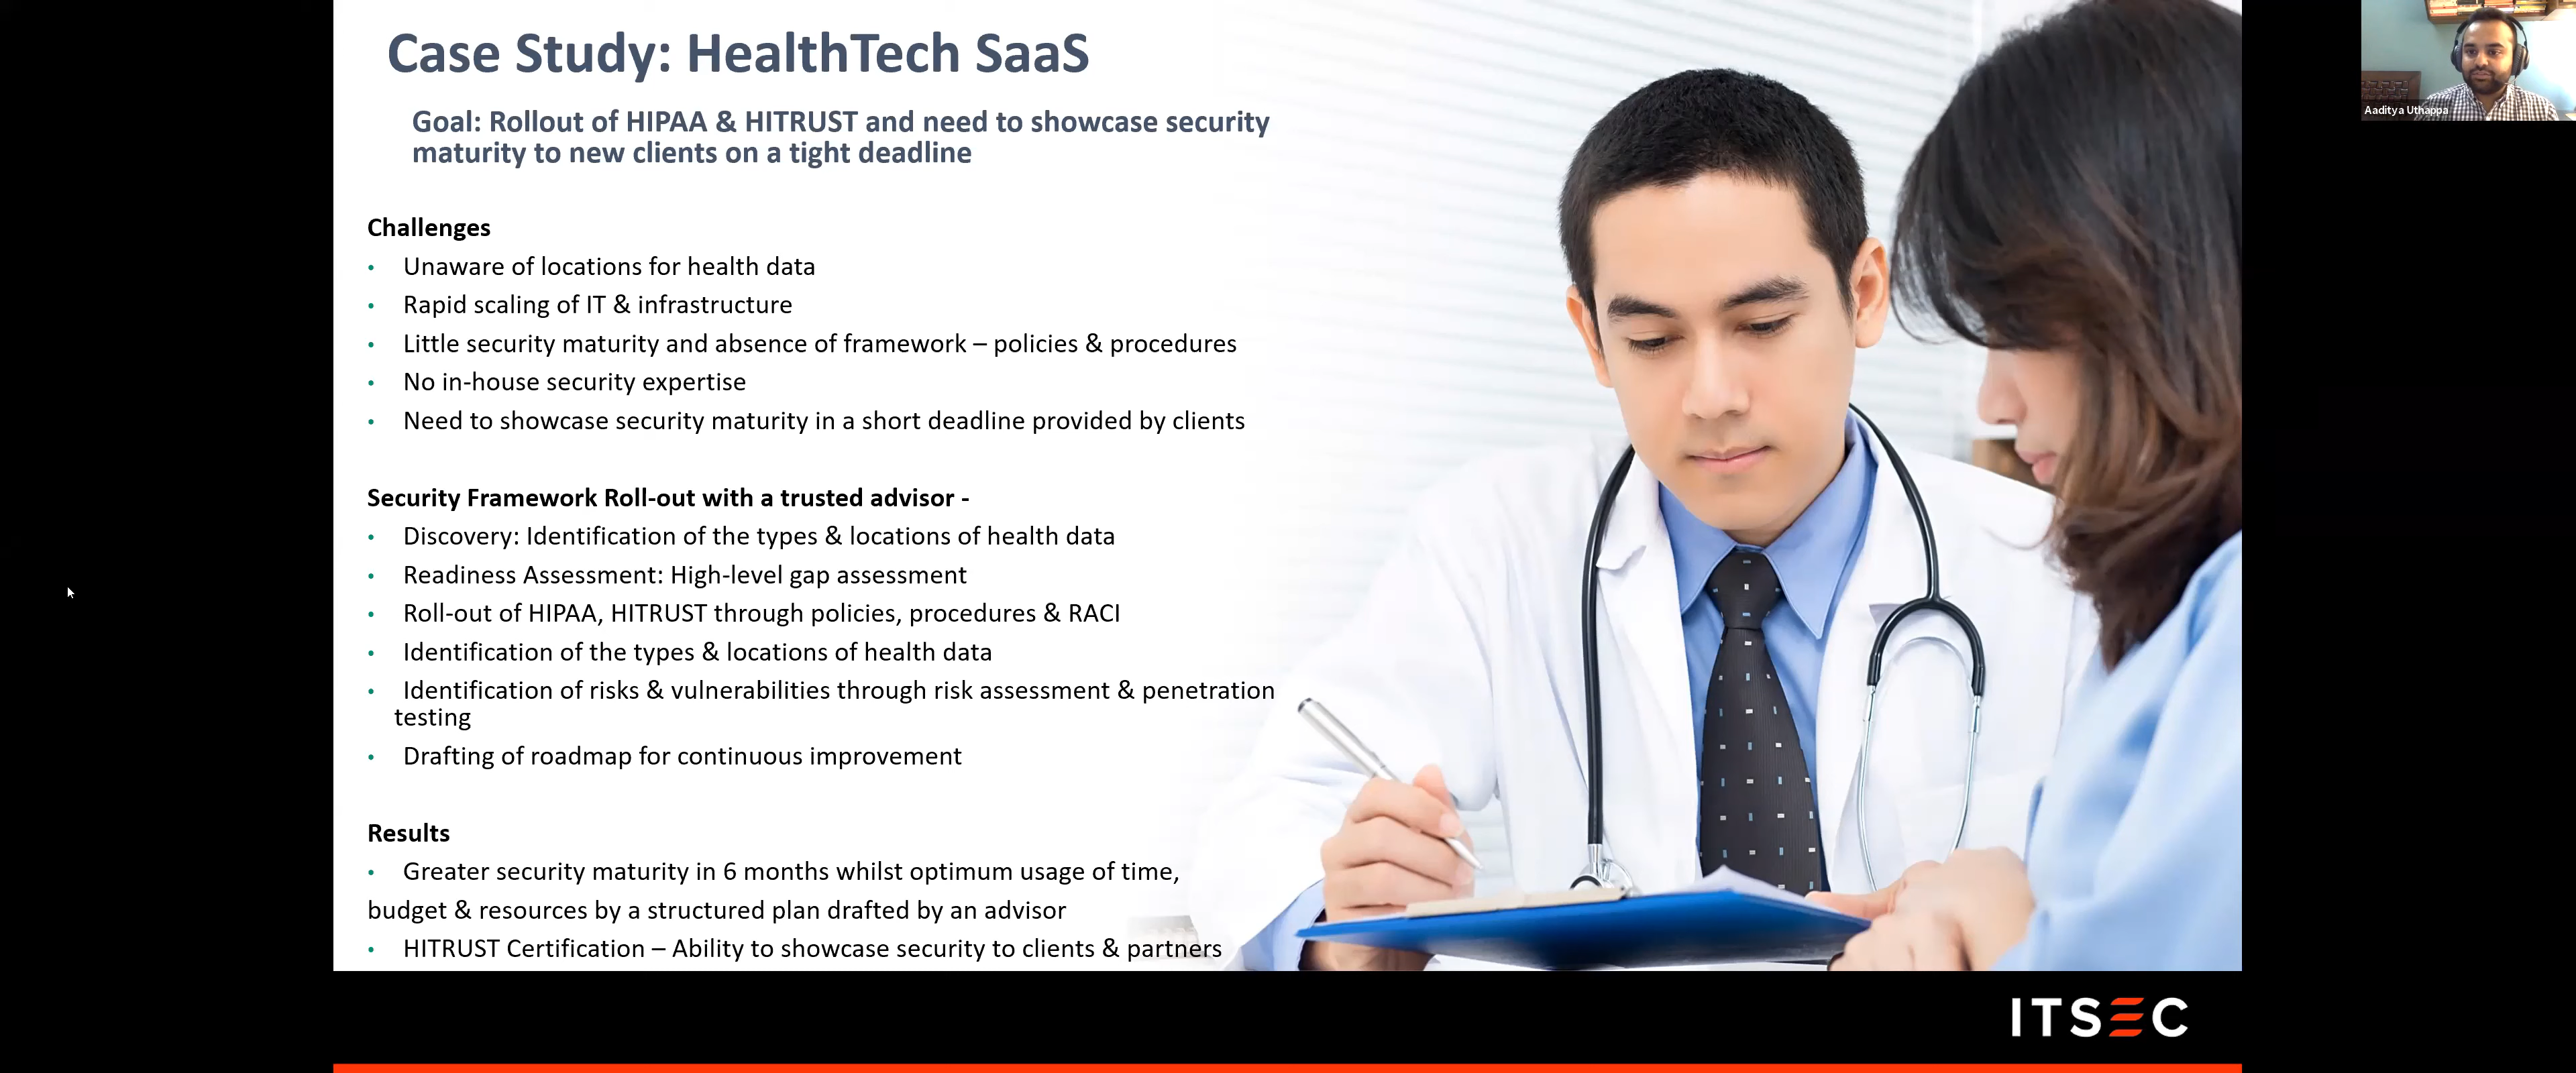 Case Study: HealthTech SaaS
Goal: Rollout of HIPAA & HITRUST and need to showcase security
maturity to new clients on a tight deadline
Challenges
• Unaware of locations for health data
• Rapid scaling of IT & infrastructure
• Little security maturity and absence of framework – policies & procedures
• No in-house security expertise
• Need to showcase security maturity in a short deadline provided by clients
Security Framework Roll-out with a trusted advisor -
• Discovery: Identification of the types & locations of health data
• Readiness Assessment: High-level gap assessment
• Roll-out of HIPAA, HITRUST through policies, procedures & RACI
• Identification of the types & locations of health data
• Identification of risks & vulnerabilities through risk assessment & penetration
testing
• Drafting of roadmap for continuous improvement
Results
• Greater security maturity in 6 months whilst optimum usage of time,
budget & resources by a structured plan drafted by an advisor
• HITRUST Certification – Ability to showcase security to clients & partners
Aaditya Uthappa
ITSEC